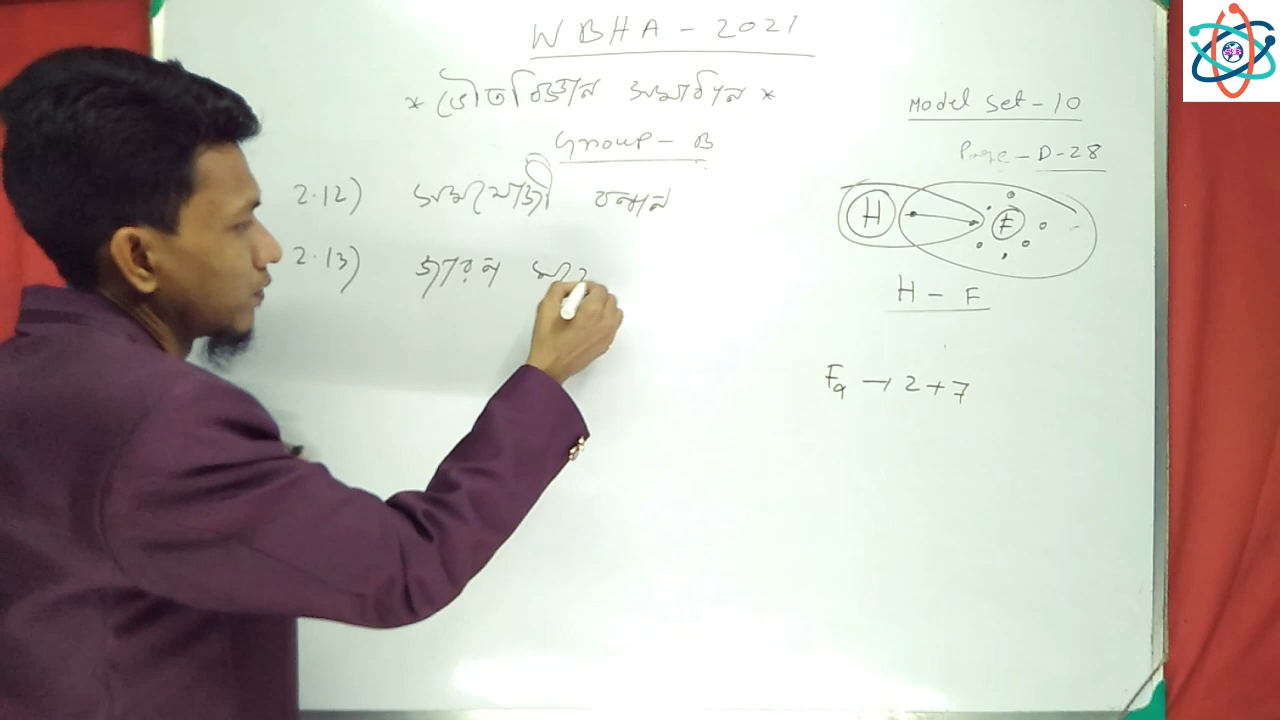 WBHA - 2021
* ভৌতবিজ্ঞান সমাধান *
Group - B
Model Set - 10
Page - D-28
2.12) সমযোজী বন্ধন
2.13) জারন
H F
H - F
F₉ → 2+7